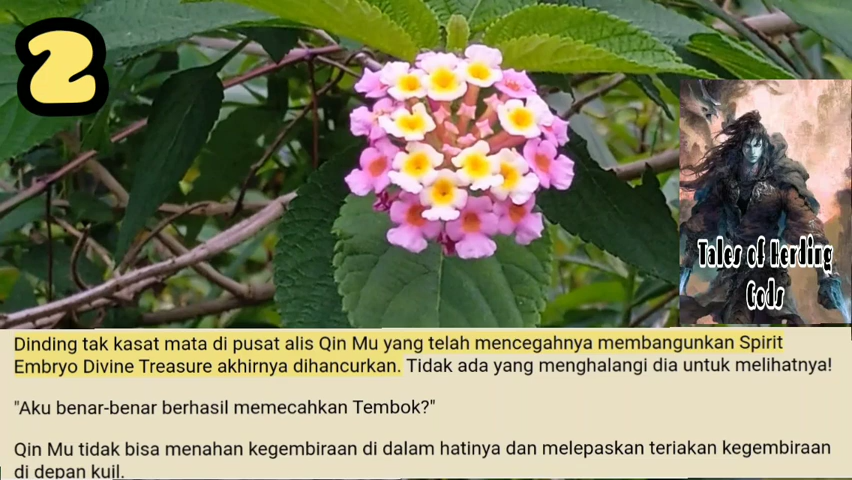 2
Tales of Herding
Gods
Dinding tak kasat mata di pusat alis Qin Mu yang telah mencegahnya membangunkan Spirit
Embryo Divine Treasure akhirnya dihancurkan. Tidak ada yang menghalangi dia untuk melihatnya!
"Aku benar-benar berhasil memecahkan Tembok?"
Qin Mu tidak bisa menahan kegembiraan di dalam hatinya dan melepaskan teriakan kegembiraan
di depan kuil.